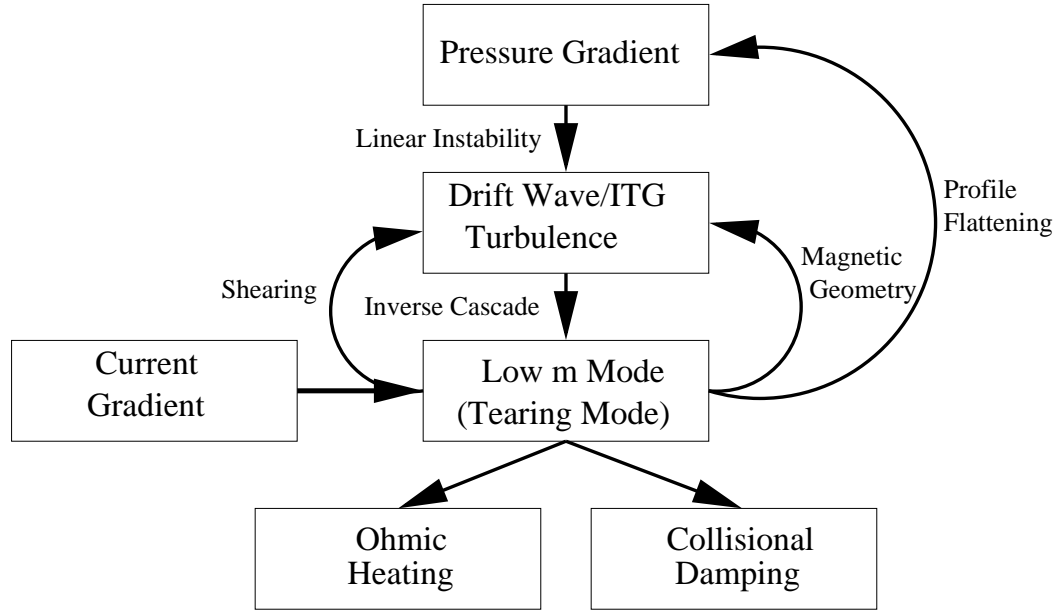 Pressure Gradient
Linear Instability
Drift Wave/ITG
Turbulence
Profile
Flattening
Magnetic
Geometry
Shearing
Inverse Cascade
Current
Gradient
Low m Mode
(Tearing Mode)
Ohmic
Heating
Collisional
Damping